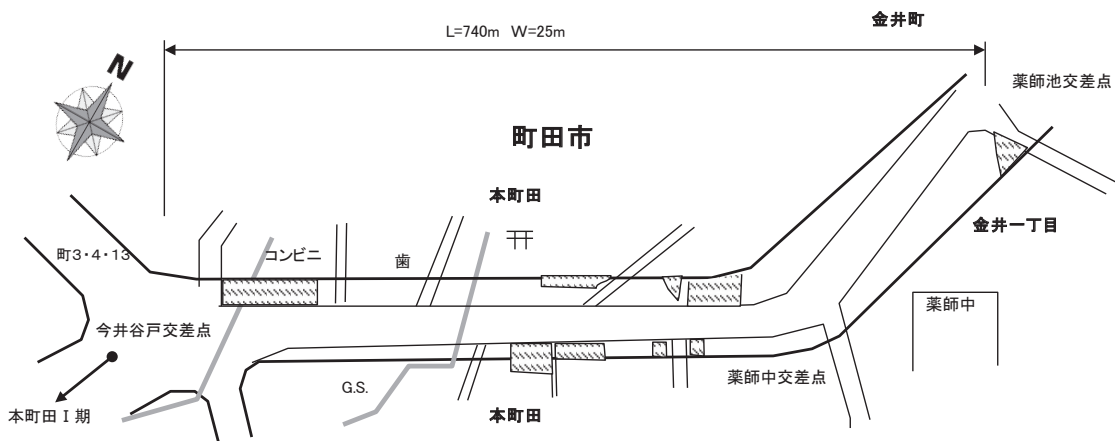 金井町
L=740m W=25m
薬師池交差点
N
町田市
本町田
金井一丁目
町3・4・13
コンビニ
歯
薬師中
今井谷戸交差点
G.S.
薬師中交差点
本町田Ⅰ期
本町田